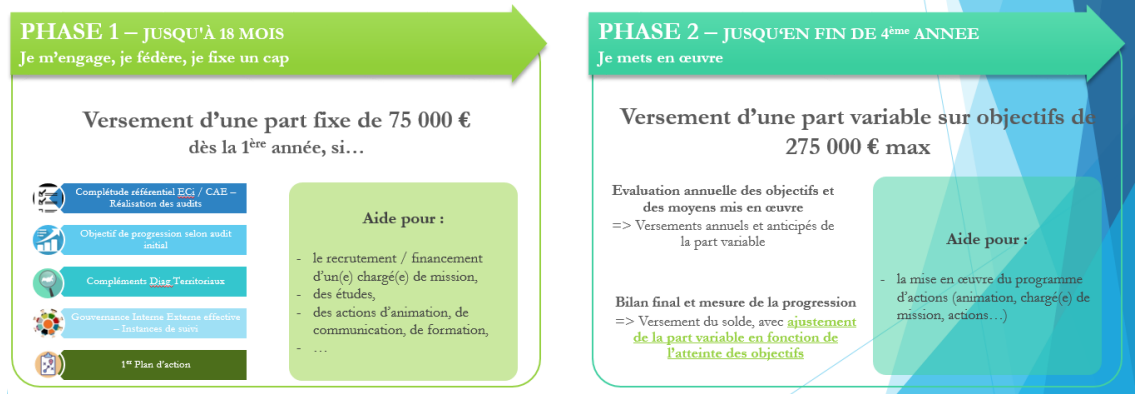 PHASE 1 – JUSQU'À 18 MOIS
Je m'engage, je fédère, je fixe un cap
Versement d'une part fixe de 75 000 €
dès la 1ère année, si…
Complétude référentiel ECi / CAE –
Réalisation des audits
Objectif de progression selon audit
initial
Compléments Diag Territoriaux
Gouvernance Interne Externe effective
– Instances de suivi
1er Plan d'action
Aide pour :
- le recrutement / financement
d'un(e) chargé(e) de mission,
- des études,
- des actions d'animation, de
communication, de formation,
- …
PHASE 2 – JUSQU'EN FIN DE 4ème ANNEE
Je mets en œuvre
Versement d'une part variable sur objectifs de
275 000 € max
Evaluation annuelle des objectifs et
des moyens mis en œuvre
=> Versements annuels et anticipés de
la part variable
Bilan final et mesure de la progression
=> Versement du solde, avec ajustement
de la part variable en fonction de
l'atteinte des objectifs
Aide pour :
- la mise en œuvre du programme
d'actions (animation, chargé(e) de
mission, actions…)